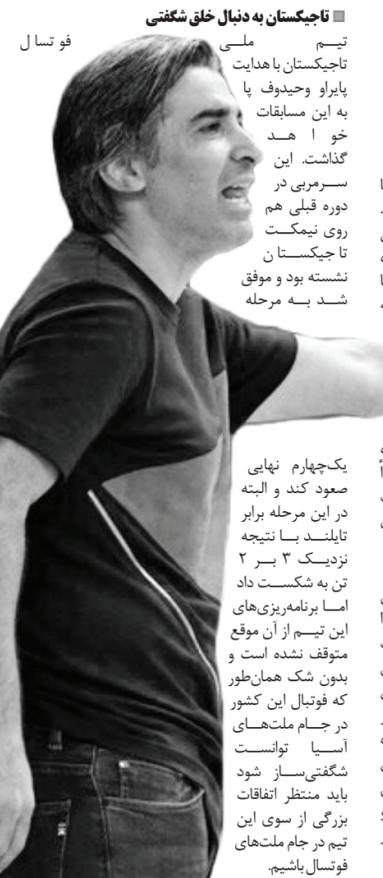 ■ تاجیکستان به دنبال خلق شگفتی
تیم ملی فوتسال
تاجیکستان با هدایت
پایراو وحیدوف پا
به این مسابقات
خواهد
گذاشت. این
سرمربی در
دوره قبلی هم
روی نیمکت
تاجیکستان
نشسته بود و موفق
شد به مرحله
یک‌چهارم نهایی
صعود کند و البته
در این مرحله برابر
تایلند با نتیجه
نزدیک ۳ بر ۲
تن به شکست داد
اما برنامه‌ریزی‌های
این تیم از آن موقع
متوقف نشده است و
بدون شک همان‌طور
که فوتبال این کشور
در جام ملت‌های
آسیا توانست
شگفتی‌ساز شود
باید منتظر اتفاقات
بزرگی از سوی این
تیم در جام ملت‌های
فوتسال باشیم.